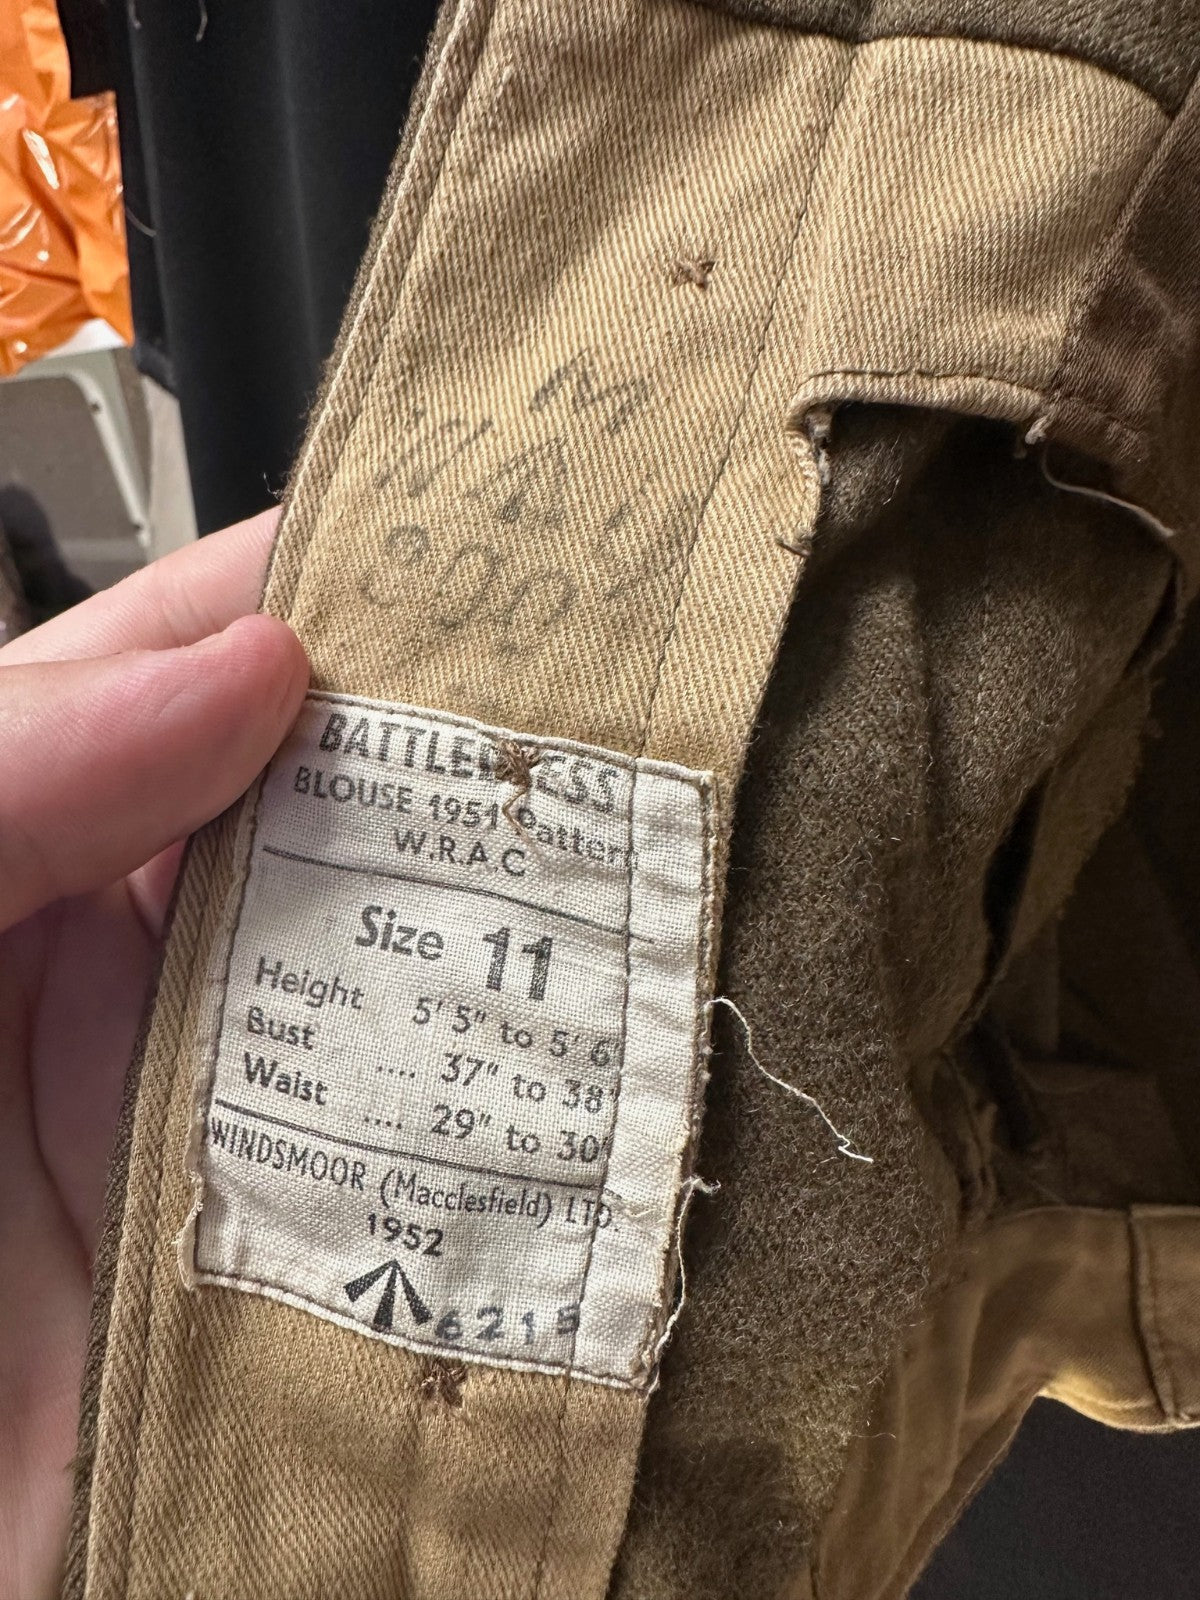 BATTLEDRESS
BLOUSE 1951 Pattern
W.R.A.C
Size 11
Height 5' 5" to 5' 6"
Bust .... 37" to 38"
Waist .... 29" to 30"
WINDSMOOR (Macclesfield) LTD.
1952
6215